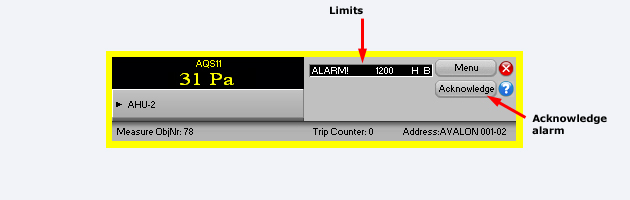 Limits
AQS11
31 Pa
ALARM! 1200 H B
Menu
Acknowledge
AHU-2
Acknowledge
alarm
Measure ObjNr: 78 Trip Counter: 0 Address:AVALON 001-02